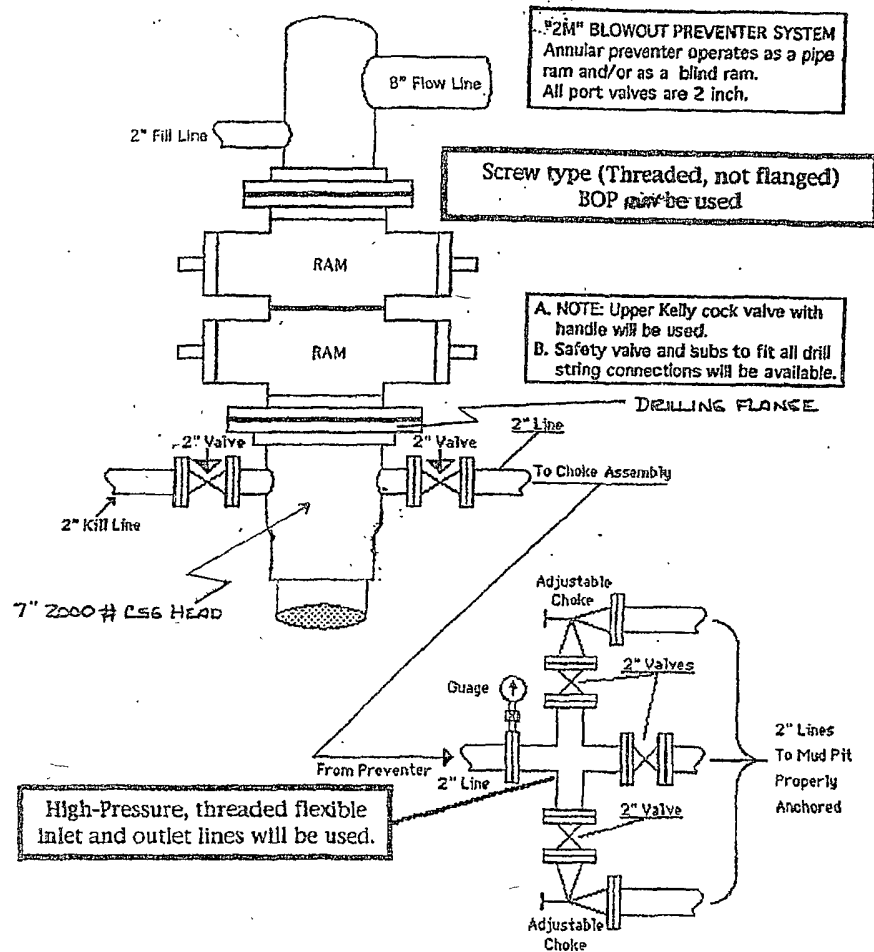 "2M" BLOWOUT PREVENTER SYSTEM
Annular preventer operates as a pipe
ram and/or as a blind ram.
All port valves are 2 inch.
8" Flow Line
2" Fill Line
Screw type (Threaded, not flanged)
BOP be used
RAM
RAM
A. NOTE: Upper Kelly cock valve with
handle will be used.
B. Safety valve and subs to fit all drill
string connections will be available.
DRILLING FLANGE
2" Valve
2" Valve
2" Line
To Choke Assembly
2" Kill Line
7" 2000 # CSG HEAD
Adjustable
Choke
2" Valves
Guage
2" Lines
To Mud Pit
Properly
Anchored
From Preventer
2" Line
High-Pressure, threaded flexible
inlet and outlet lines will be used.
2" Valve
Adjustable
Choke